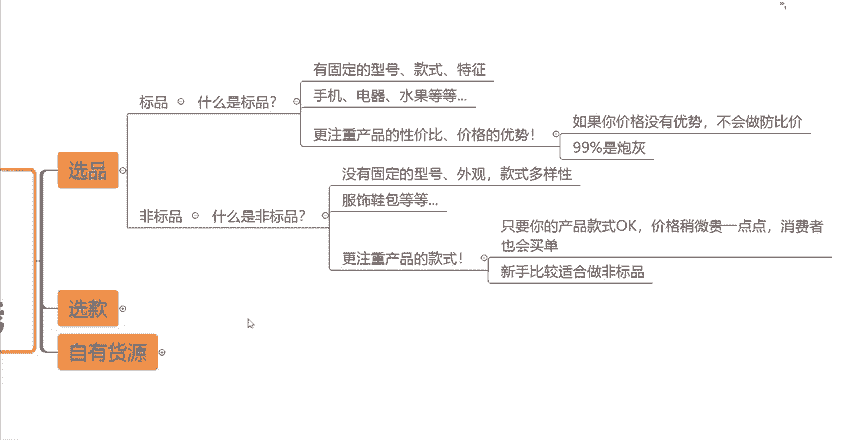 有固定的型号、款式、特征
标品
什么是标品?
手机、电器、水果等等...
更注重产品的性价比、价格的优势!
如果你价格没有优势，不会做防比价
99%是炮灰
选品
没有固定的型号、外观，款式多样性
非标品
什么是非标品?
服饰鞋包等等...
更注重产品的款式!
只要你的产品款式OK，价格稍微贵一点点，消费者
也会买单
新手比较适合做非标品
选款
自有货源